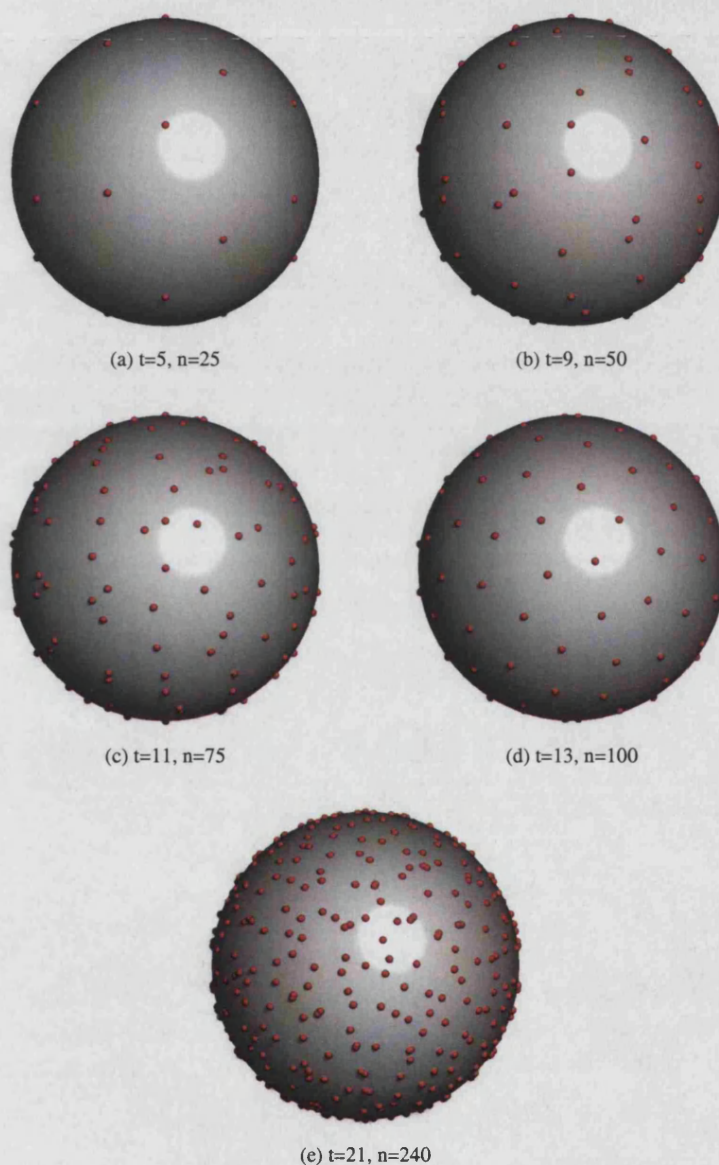 (a) t=5, n=25
(b) t=9, n=50
(c) t=11, n=75
(d) t=13, n=100
(e) t=21, n=240